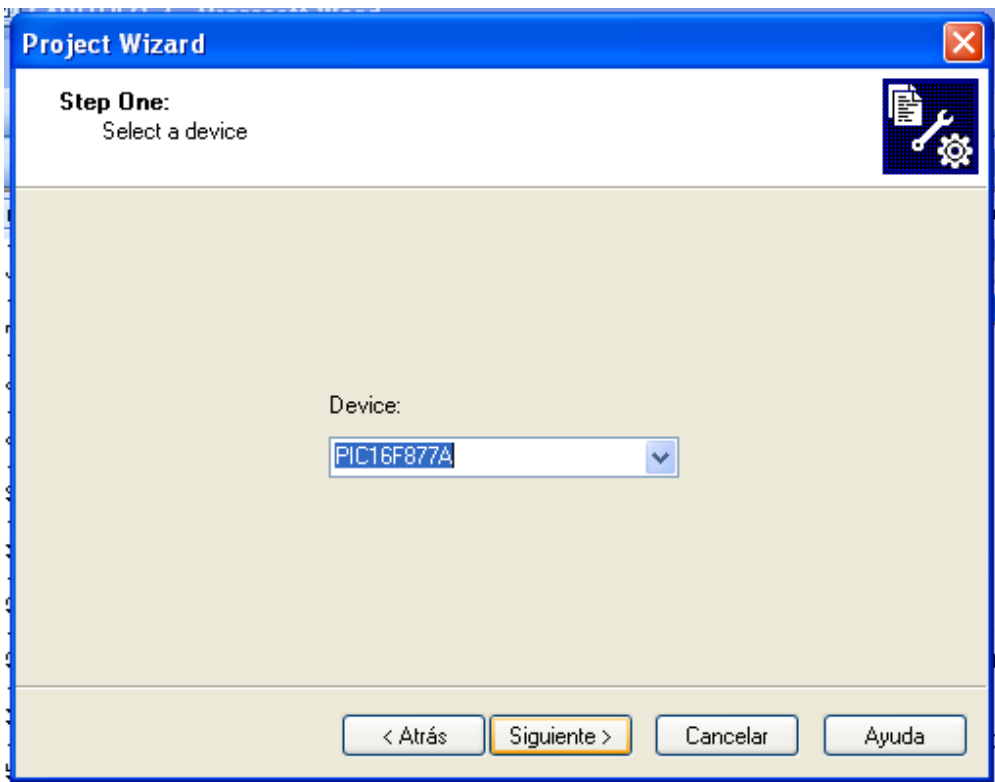 Project Wizard
Step One:
Select a device
Device:
PIC16F877A
< Atrás Siguiente > Cancelar Ayuda